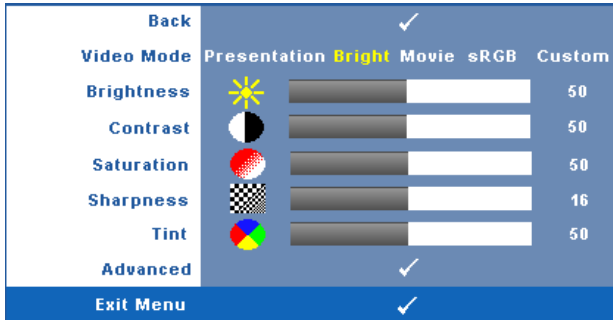 Back
Video Mode Presentation Bright Movie sRGB Custom
Brightness 50
Contrast 50
Saturation 50
Sharpness 16
Tint 50
Advanced
Exit Menu